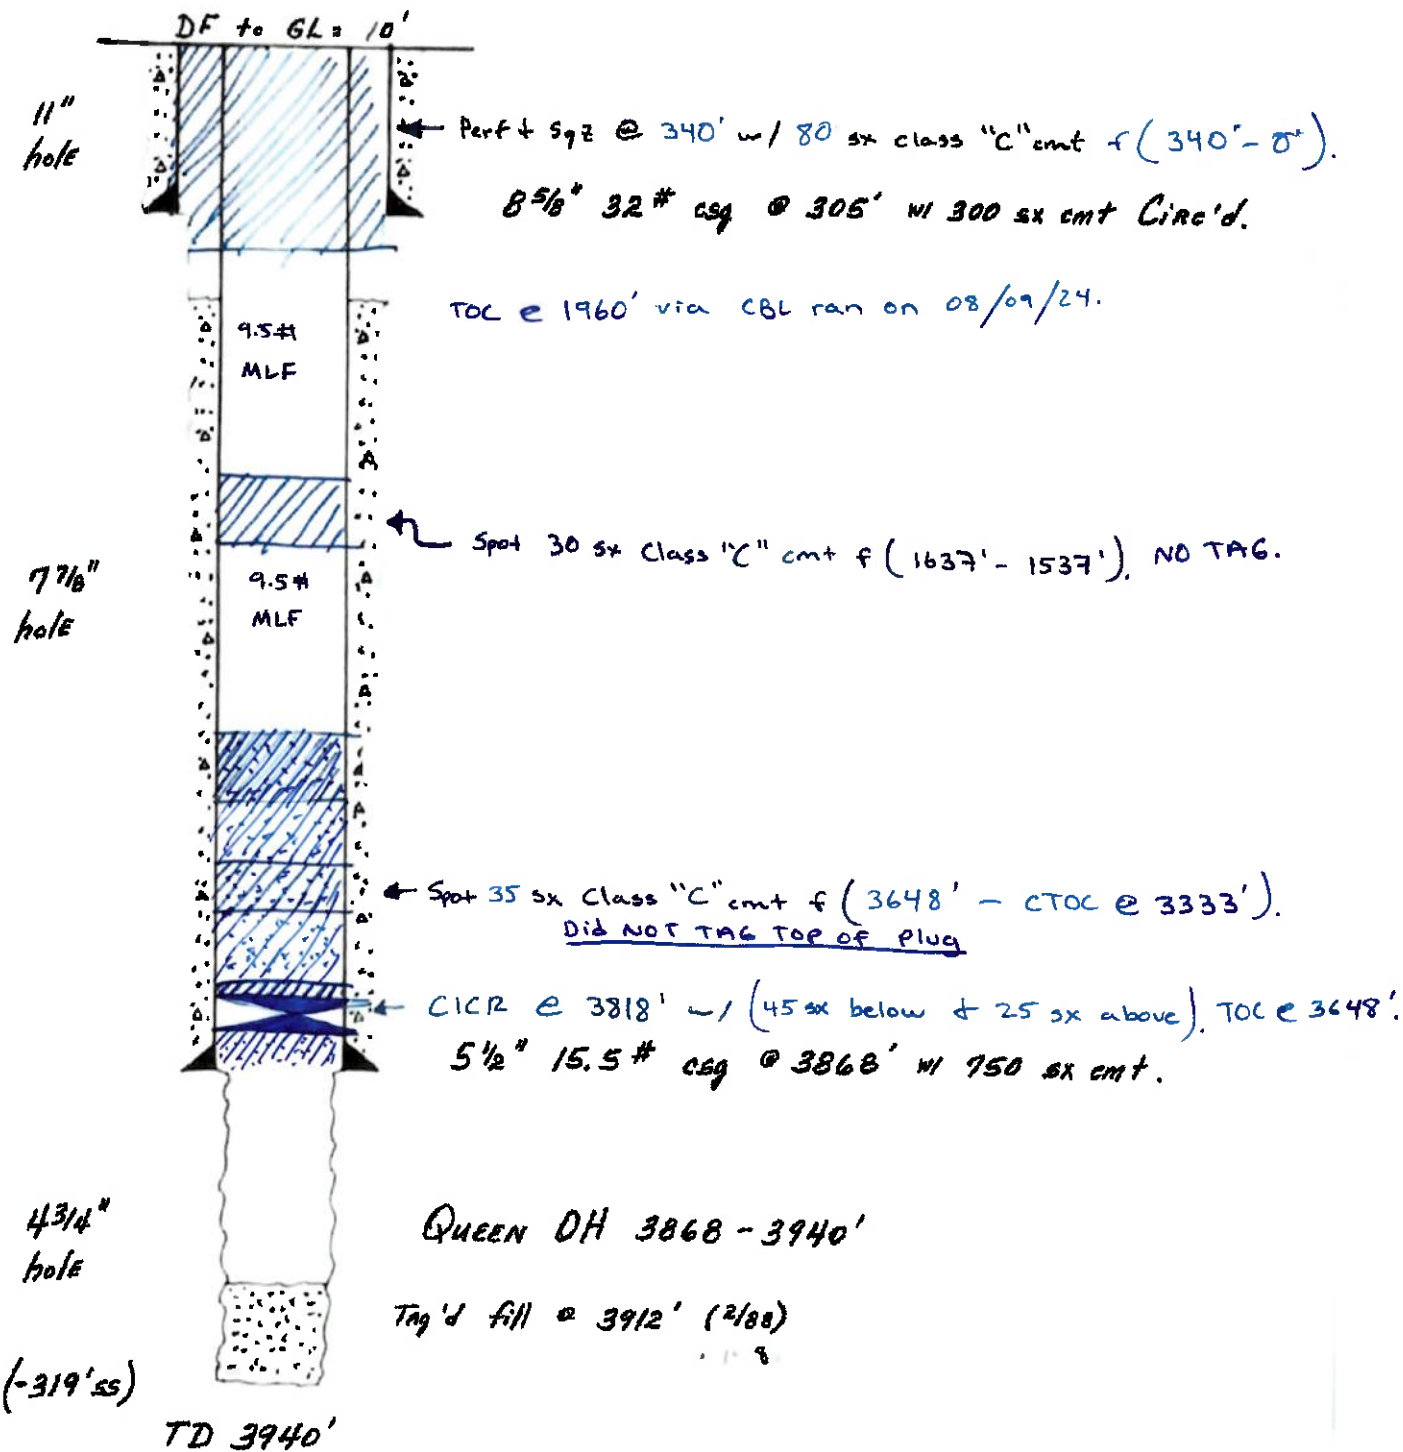 DF to GL = 10'
11"
hole
Perf + Sqz @ 340' w/ 80 sx class "C" cmt f (340' - 0').
8 5/8" 32# csg @ 305' w/ 300 sx cmt Circ'd.
TOC @ 1960' via CBL ran on 08/09/24.
9.5#
MLF
Spot 30 sx Class "C" cmt f (1637' - 1537'). NO TAG.
7 7/8"
hole
9.5#
MLF
Spot 35 sx Class "C" cmt f (3648' - CTOC @ 3333').
Did NOT TAG TOP OF Plug
CICR @ 3818' w/ (45 sx below + 25 sx above). TOC @ 3648'.
5 1/2" 15.5# csg @ 3868' w/ 750 sx cmt.
4 3/4"
hole
QUEEN OH 3868 - 3940'
Tag'd fill @ 3912' (2/88)
8
(-319' ss)
TD 3940'